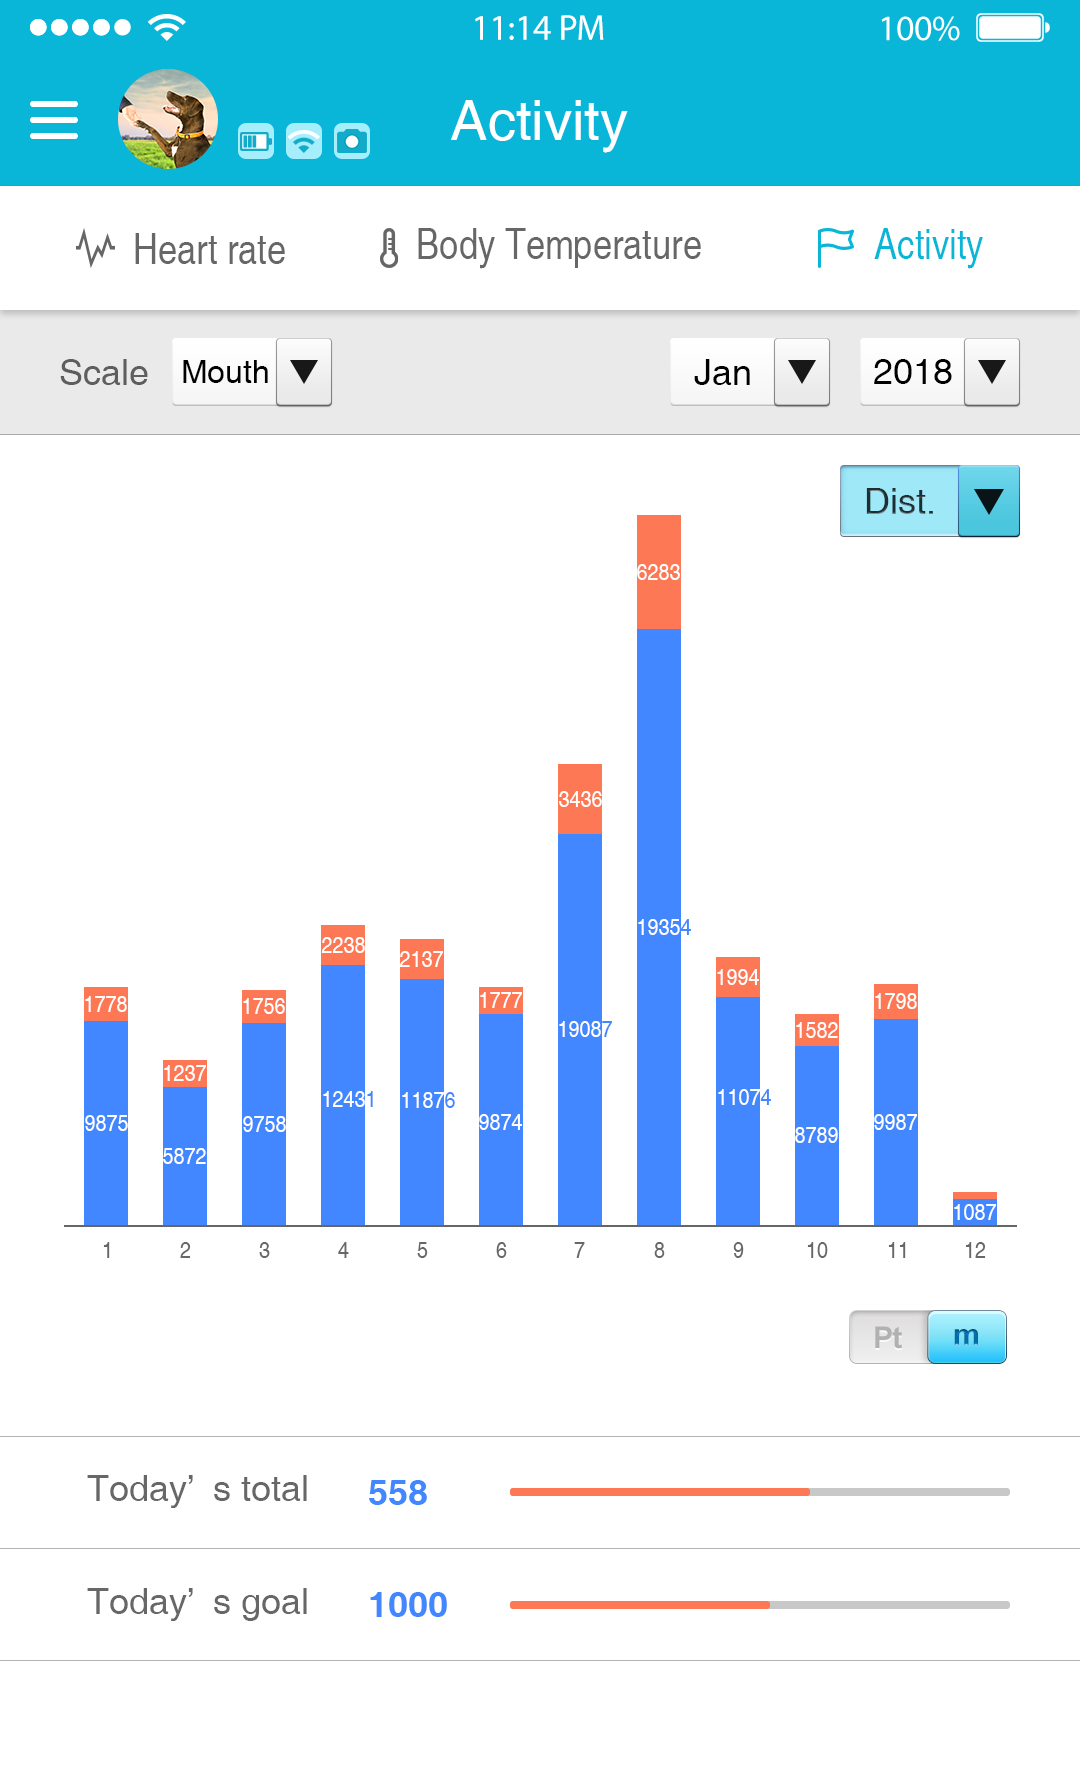 11:14 PM 100%
Activity
Heart rate Body Temperature Activity
Scale Mouth Jan 2018
Dist.
6283
3436
19354
2238
2137
1994
1778
1756
1777
1798
19087
1582
1237
9875
5872
9758
12431
11876
9874
11074
8789
9987
1087
1 2 3 4 5 6 7 8 9 10 11 12
Pt m
Today’ s total 558
Today’ s goal 1000